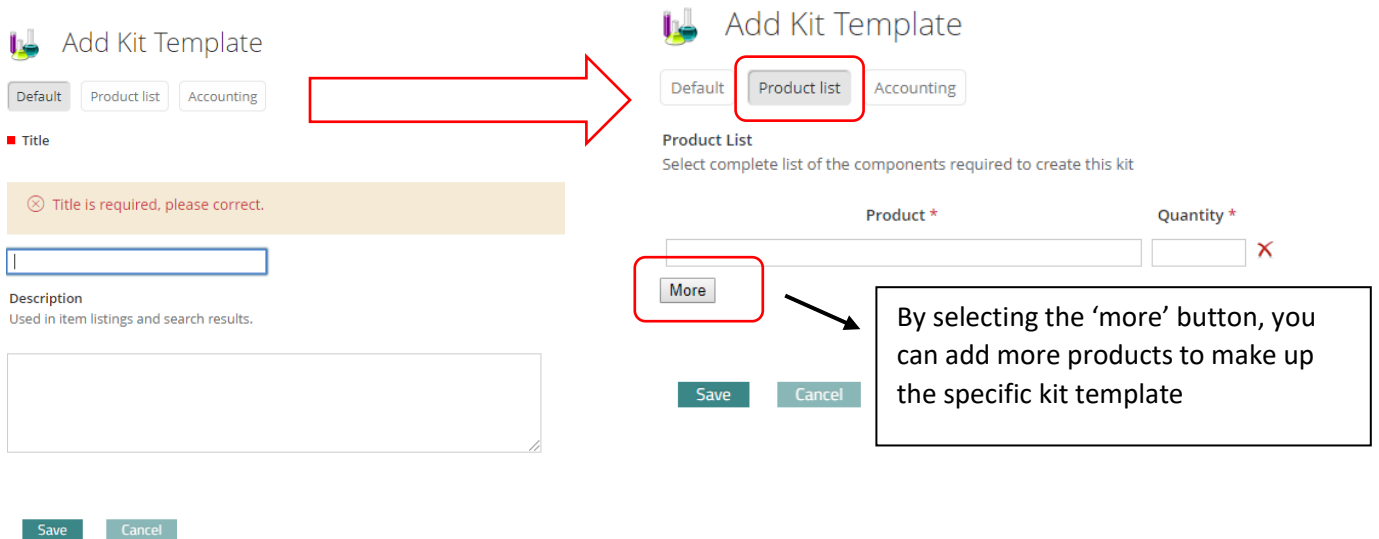 Add Kit Template
Default Product list Accounting
Title
Title is required, please correct.
Description
Used in item listings and search results.
Save Cancel
Add Kit Template
Default Product list Accounting
Product List
Select complete list of the components required to create this kit
Product * Quantity *
More
By selecting the ‘more’ button, you
can add more products to make up
the specific kit template
Save Cancel